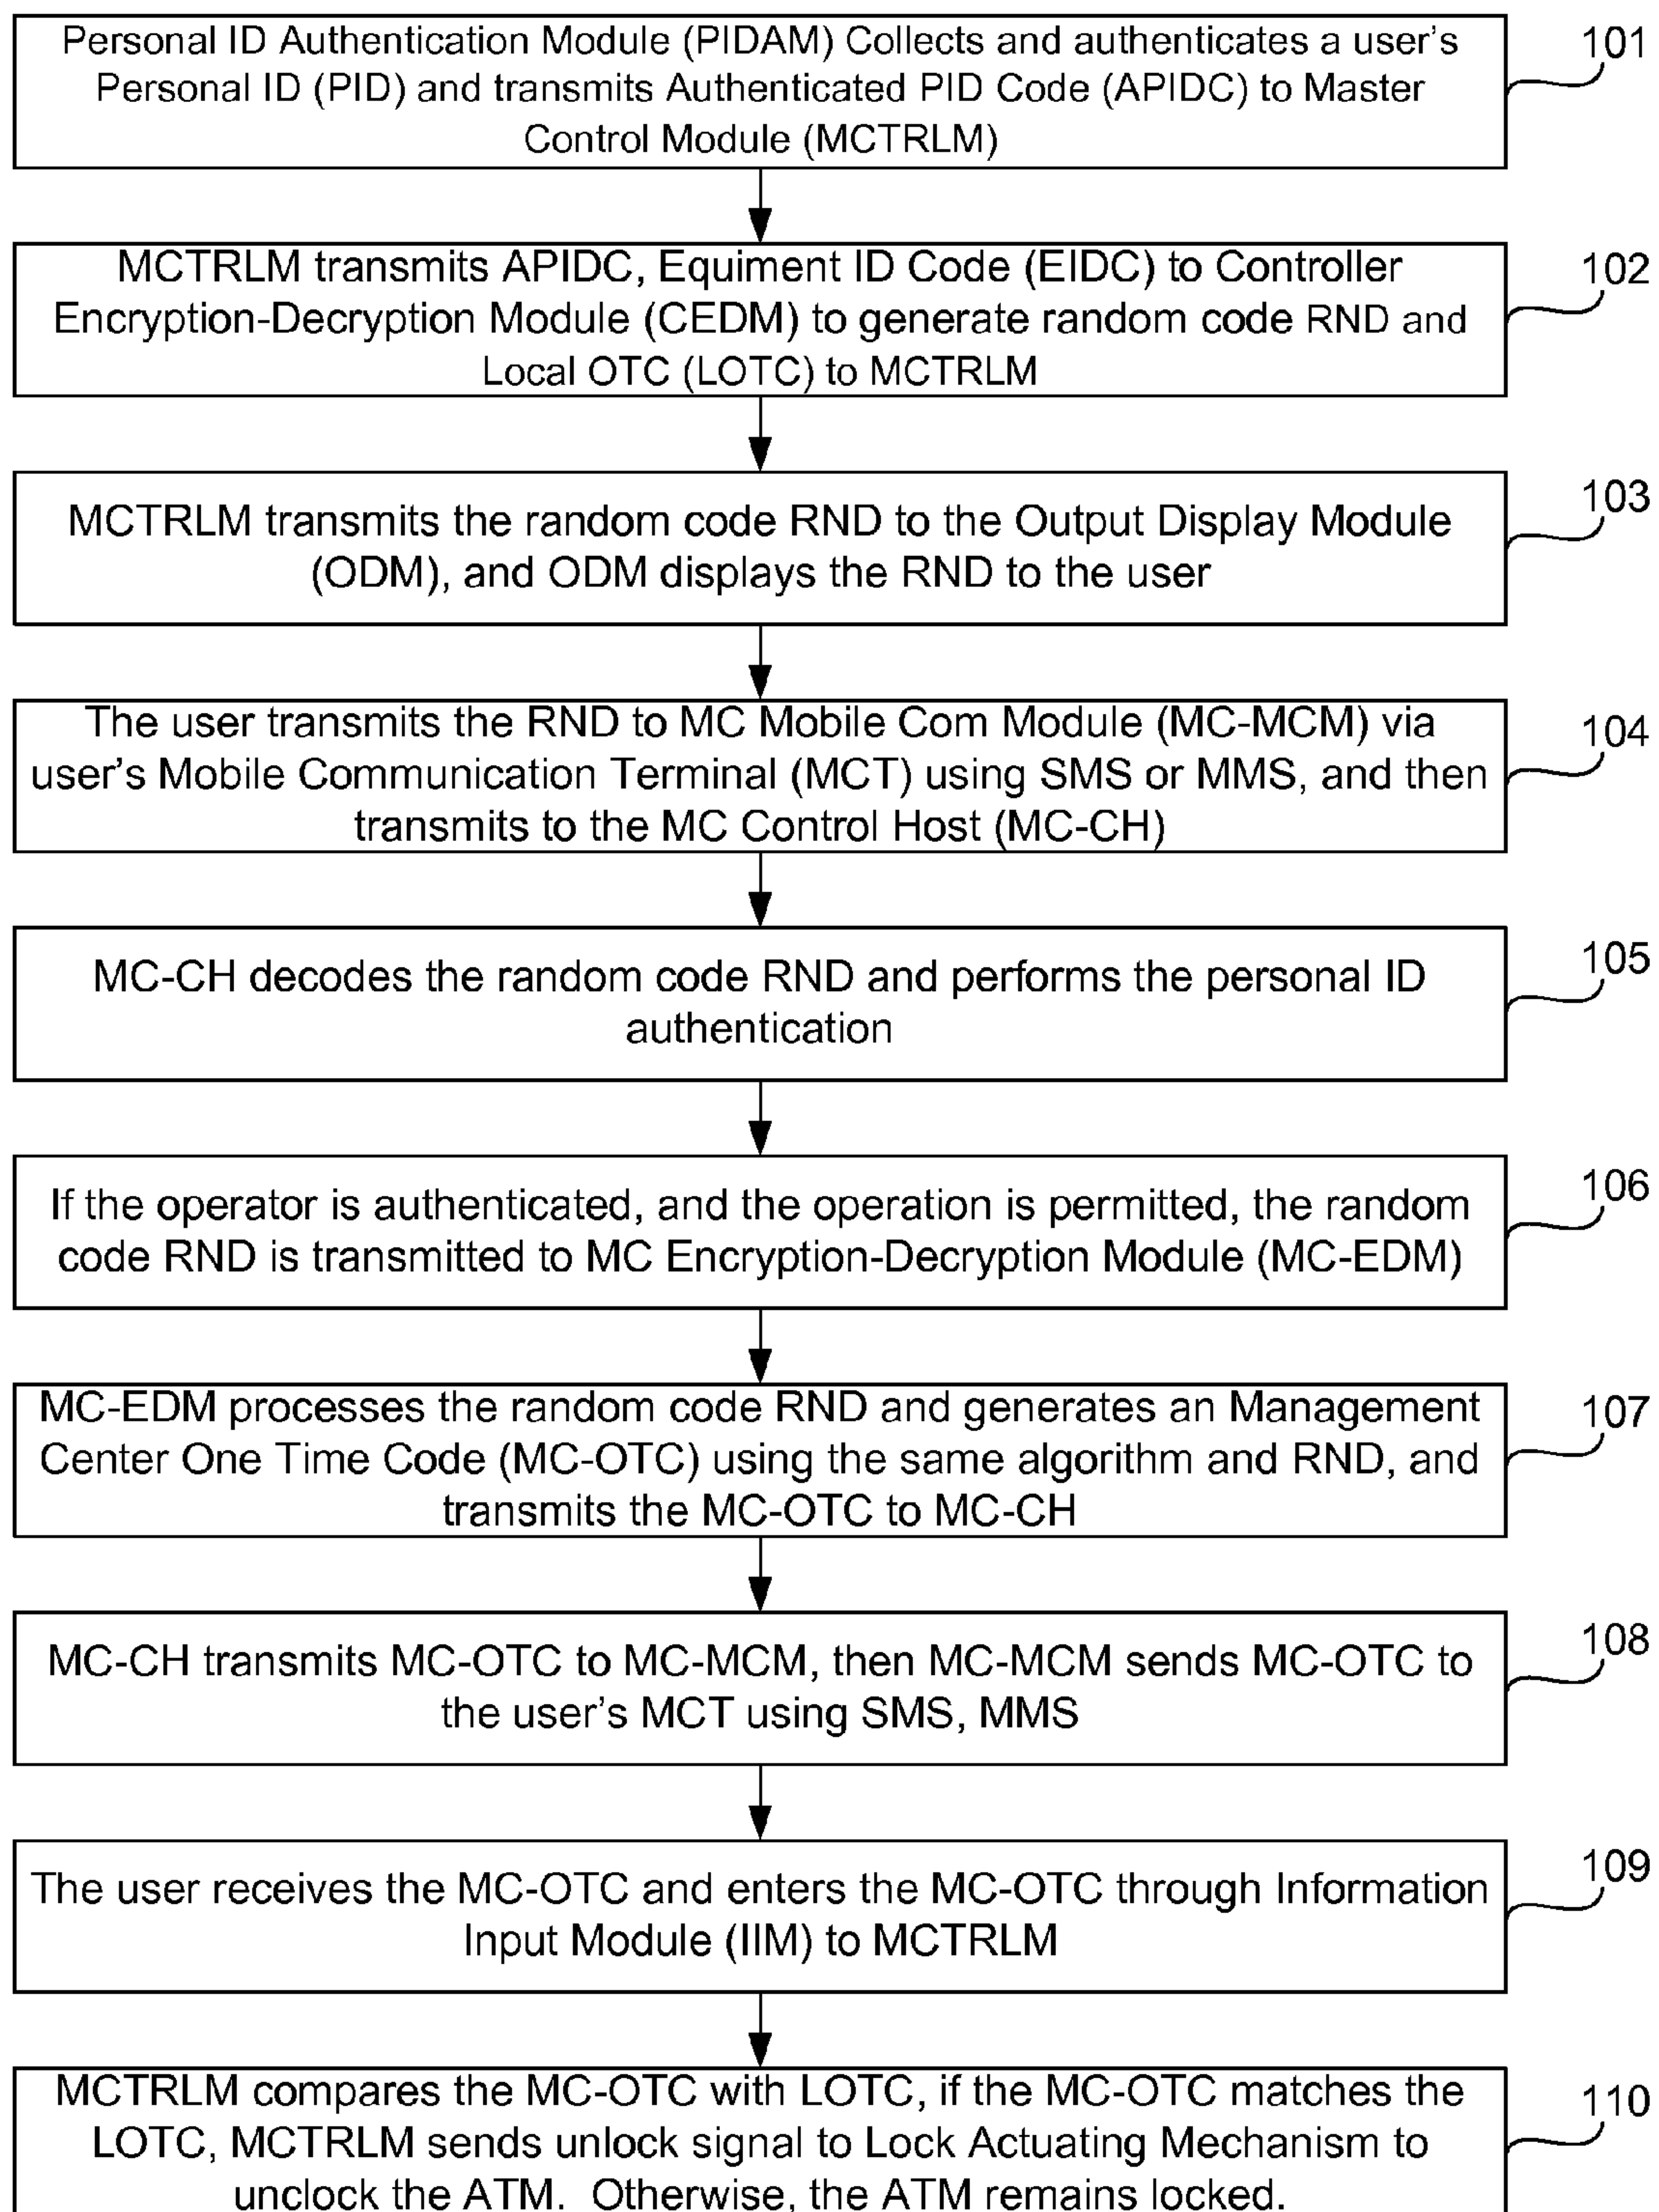 Personal ID Authentication Module (PIDAM) Collects and authenticates a user's
Personal ID (PID) and transmits Authenticated PID Code (APIDC) to Master
Control Module (MCTRLM)
101
MCTRLM transmits APIDC, Equiment ID Code (EIDC) to Controller
Encryption-Decryption Module (CEDM) to generate random code RND and
Local OTC (LOTC) to MCTRLM
102
MCTRLM transmits the random code RND to the Output Display Module
(ODM), and ODM displays the RND to the user
103
The user transmits the RND to MC Mobile Com Module (MC-MCM) via
user's Mobile Communication Terminal (MCT) using SMS or MMS, and then
transmits to the MC Control Host (MC-CH)
104
MC-CH decodes the random code RND and performs the personal ID
authentication
105
If the operator is authenticated, and the operation is permitted, the random
code RND is transmitted to MC Encryption-Decryption Module (MC-EDM)
106
MC-EDM processes the random code RND and generates an Management
Center One Time Code (MC-OTC) using the same algorithm and RND, and
transmits the MC-OTC to MC-CH
107
MC-CH transmits MC-OTC to MC-MCM, then MC-MCM sends MC-OTC to
the user's MCT using SMS, MMS
108
The user receives the MC-OTC and enters the MC-OTC through Information
Input Module (IIM) to MCTRLM
109
MCTRLM compares the MC-OTC with LOTC, if the MC-OTC matches the
LOTC, MCTRLM sends unlock signal to Lock Actuating Mechanism to
unclock the ATM.  Otherwise, the ATM remains locked.
110